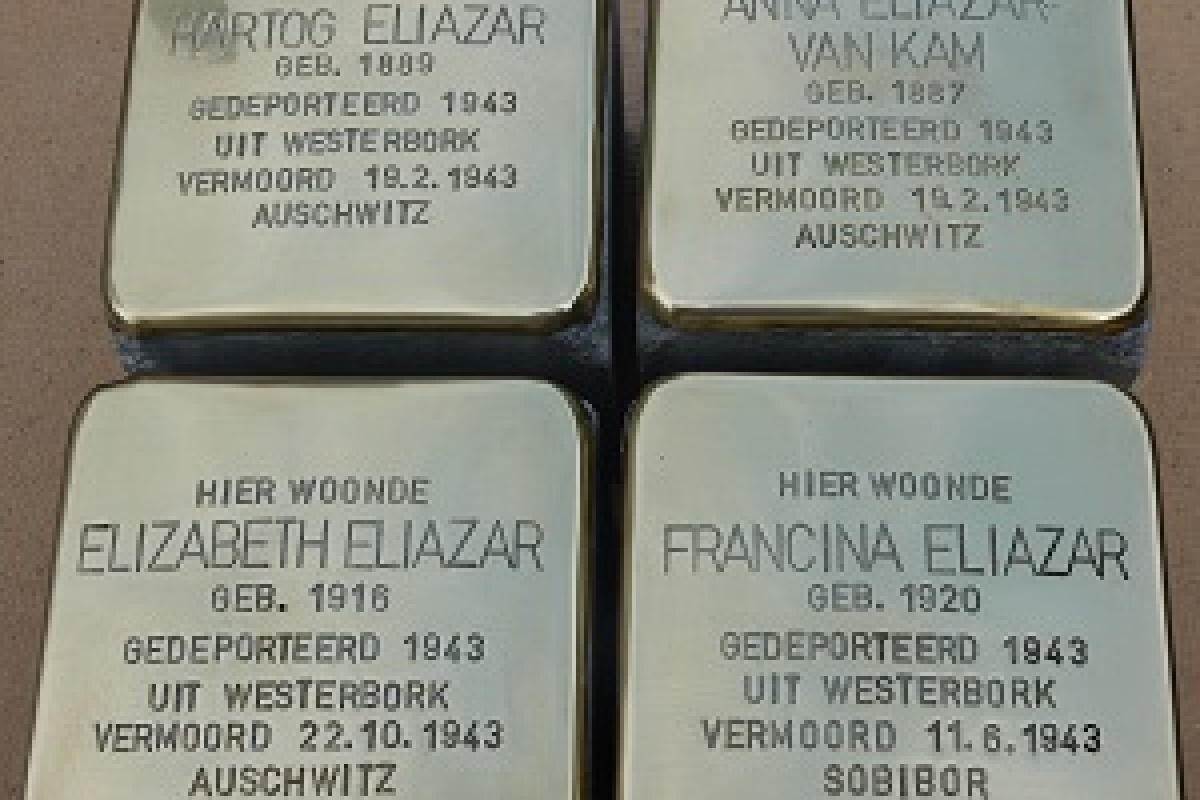 HARTOG ELIAZAR
GEB. 1889
GEDEPORTEERD 1943
UIT WESTERBORK
VERMOORD 19.2.1943
AUSCHWITZ
ANNA ELIAZAR-
VAN KAM
GEB. 1887
GEDEPORTEERD 1943
UIT WESTERBORK
VERMOORD 19.2.1943
AUSCHWITZ
HIER WOONDE
ELIZABETH ELIAZAR
GEB. 1916
GEDEPORTEERD 1943
UIT WESTERBORK
VERMOORD 22.10.1943
AUSCHWITZ
HIER WOONDE
FRANCINA ELIAZAR
GEB. 1920
GEDEPORTEERD 1943
UIT WESTERBORK
VERMOORD 11.6.1943
SOBIBOR